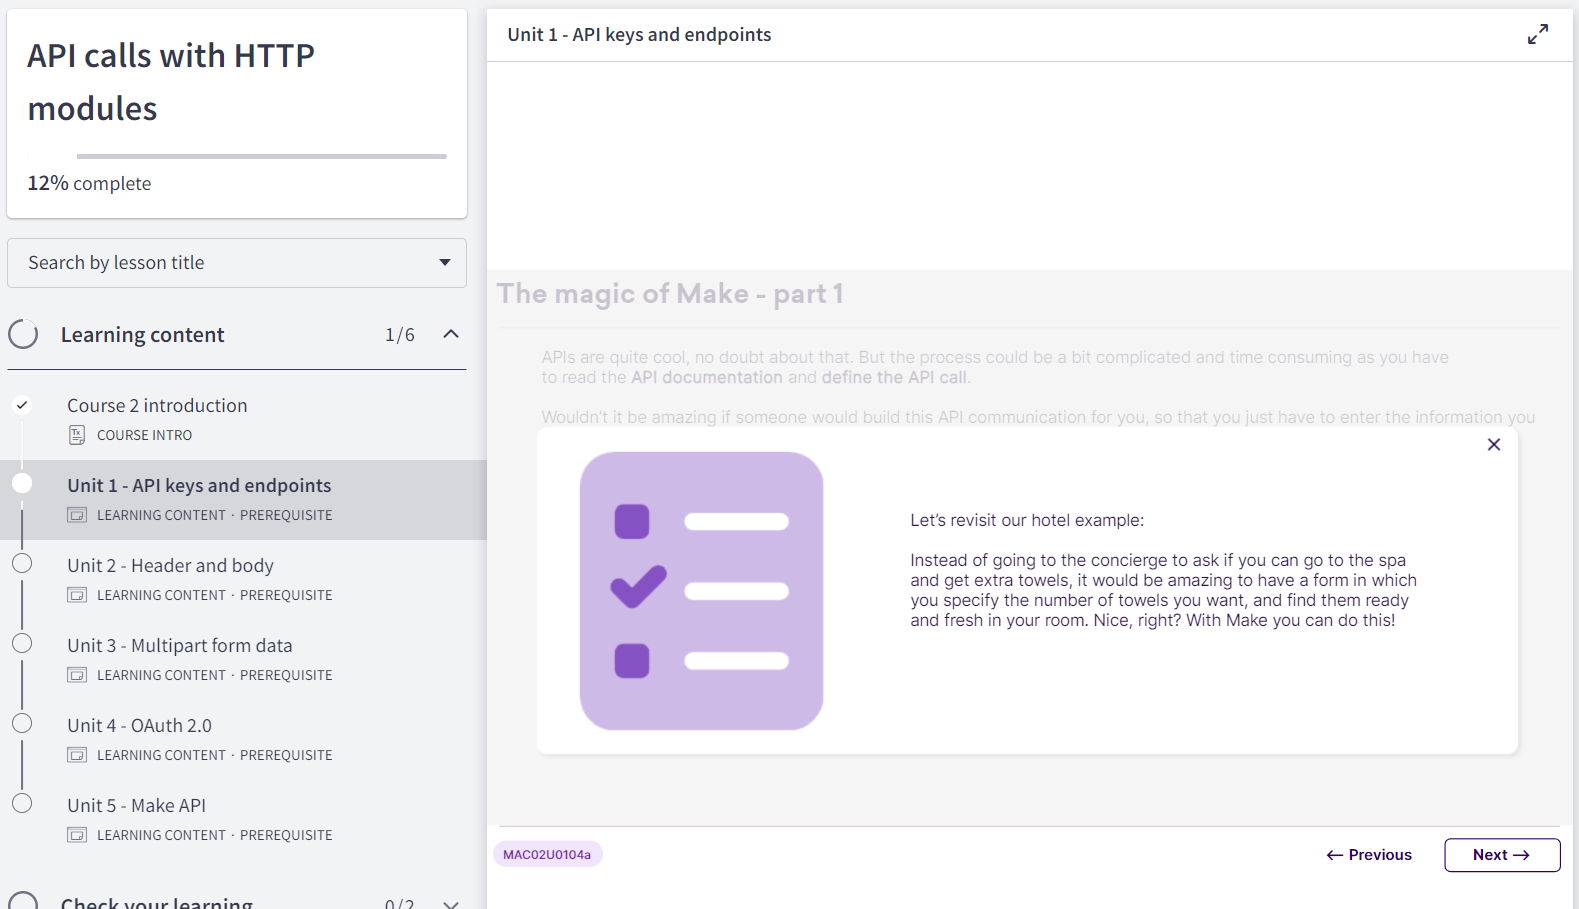 API calls with HTTP
modules
12% complete
Search by lesson title
Learning content 1/6
Course 2 introduction
Tx COURSE INTRO
Unit 1 - API keys and endpoints
LEARNING CONTENT · PREREQUISITE
Unit 2 - Header and body
LEARNING CONTENT · PREREQUISITE
Unit 3 - Multipart form data
LEARNING CONTENT · PREREQUISITE
Unit 4 - OAuth 2.0
LEARNING CONTENT · PREREQUISITE
Unit 5 - Make API
LEARNING CONTENT · PREREQUISITE
Check your learning 0/2
Unit 1 - API keys and endpoints
The magic of Make - part 1
APIs are quite cool, no doubt about that. But the process could be a bit complicated and time consuming as you have
to read the API documentation and define the API call.
Wouldn't it be amazing if someone would build this API communication for you, so that you just have to enter the information you
Let's revisit our hotel example:
Instead of going to the concierge to ask if you can go to the spa
and get extra towels, it would be amazing to have a form in which
you specify the number of towels you want, and find them ready
and fresh in your room. Nice, right? With Make you can do this!
MAC02U0104a
← Previous
Next →